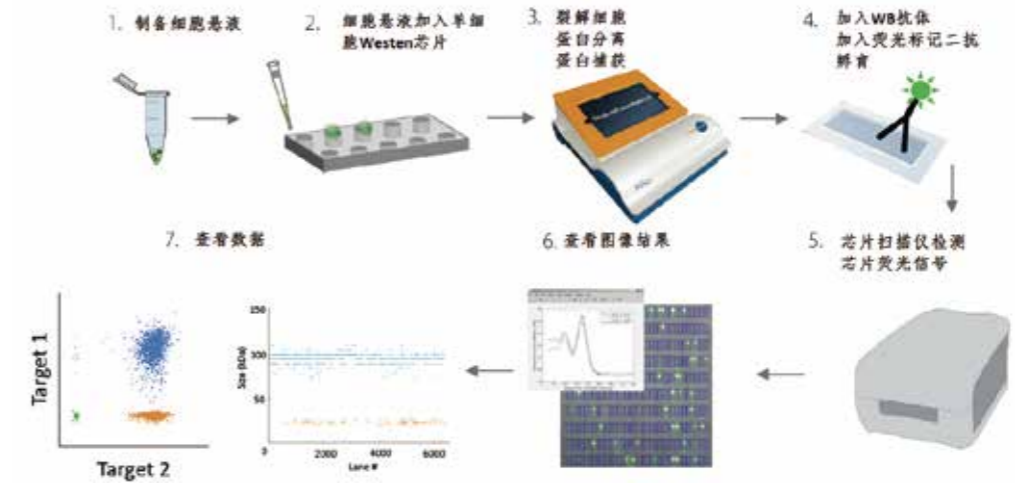 1. 制备细胞悬液
2. 细胞悬液加入单细
胞Westen芯片
3. 裂解细胞
蛋白分离
蛋白捕获
4. 加入WB抗体
加入荧光标记二抗
孵育
5. 芯片扫描仪检测
芯片荧光信号
6. 查看图像结果
7. 查看数据
Target 1
Target 2
Size (kDa)
150
100
50
0
2000
4000
6000
Lane #